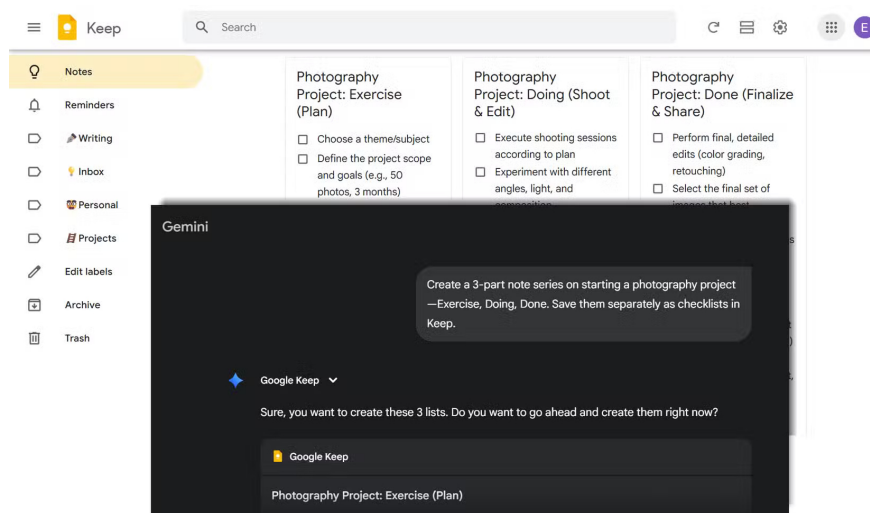 Keep
Search
E
Notes
Reminders
Writing
Inbox
Personal
Projects
Edit labels
Archive
Trash
Photography
Project: Exercise
(Plan)
Choose a theme/subject
Define the project scope
and goals (e.g., 50
photos, 3 months)
Photography
Project: Doing (Shoot
& Edit)
Execute shooting sessions
according to plan
Experiment with different
angles, light, and
Photography
Project: Done (Finalize
& Share)
Perform final, detailed
edits (color grading,
retouching)
Select the final set of
Gemini
Create a 3-part note series on starting a photography project
—Exercise, Doing, Done. Save them separately as checklists in
Keep.
Google Keep
Sure, you want to create these 3 lists. Do you want to go ahead and create them right now?
Google Keep
Photography Project: Exercise (Plan)